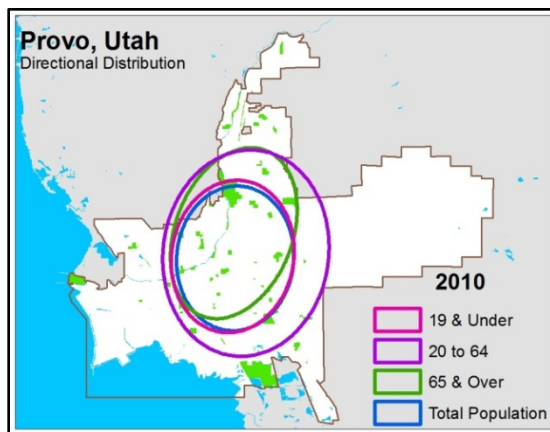 Provo, Utah
Directional Distribution
2010
19 & Under
20 to 64
65 & Over
Total Population